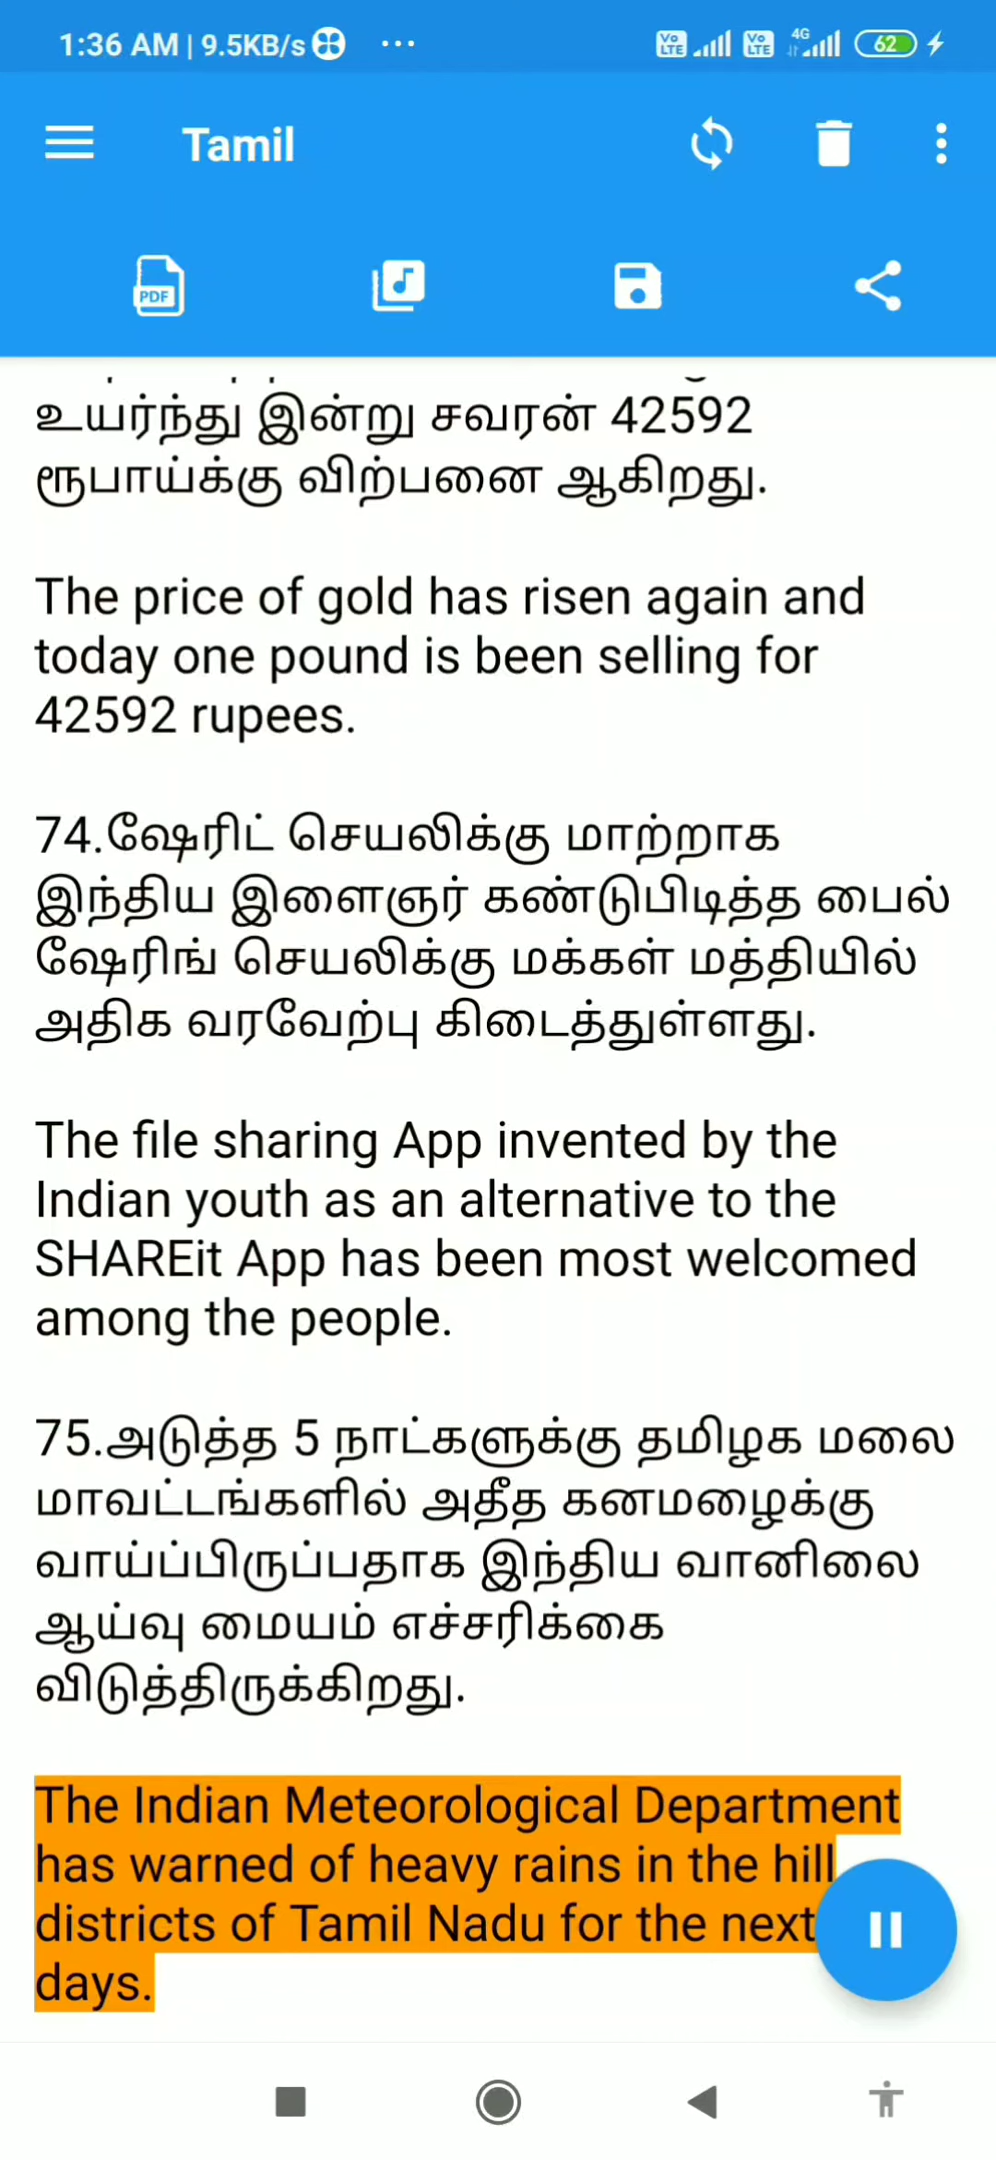 1:36 AM | 9.5KB/s ...
Vo LTE Vo LTE 4G 62
Tamil
PDF
உயர்ந்து இன்று சவரன் 42592
ரூபாய்க்கு விற்பனை ஆகிறது.
The price of gold has risen again and
today one pound is been selling for
42592 rupees.
74.ஷேரிட் செயலிக்கு மாற்றாக
இந்திய இளைஞர் கண்டுபிடித்த பைல்
ஷேரிங் செயலிக்கு மக்கள் மத்தியில்
அதிக வரவேற்பு கிடைத்துள்ளது.
The file sharing App invented by the
Indian youth as an alternative to the
SHAREit App has been most welcomed
among the people.
75.அடுத்த 5 நாட்களுக்கு தமிழக மலை
மாவட்டங்களில் அதீத கனமழைக்கு
வாய்ப்பிருப்பதாக இந்திய வானிலை
ஆய்வு மையம் எச்சரிக்கை
விடுத்திருக்கிறது.
The Indian Meteorological Department
has warned of heavy rains in the hill
districts of Tamil Nadu for the next
days.